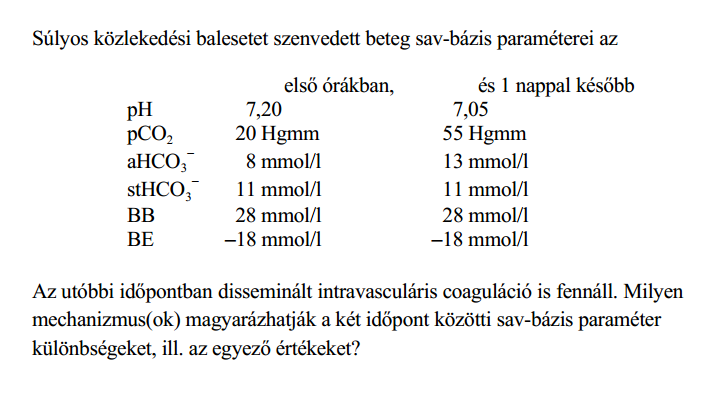 Súlyos közlekedési balesetet szenvedett beteg sav-bázis paraméterei az
első órákban, és 1 nappal később
pH 7,20 7,05
pCO₂ 20 Hgmm 55 Hgmm
aHCO₃⁻ 8 mmol/l 13 mmol/l
stHCO₃⁻ 11 mmol/l 11 mmol/l
BB 28 mmol/l 28 mmol/l
BE –18 mmol/l –18 mmol/l
Az utóbbi időpontban disseminált intravasculáris coaguláció is fennáll. Milyen
mechanizmus(ok) magyarázhatják a két időpont közötti sav-bázis paraméter
különbségeket, ill. az egyező értékeket?